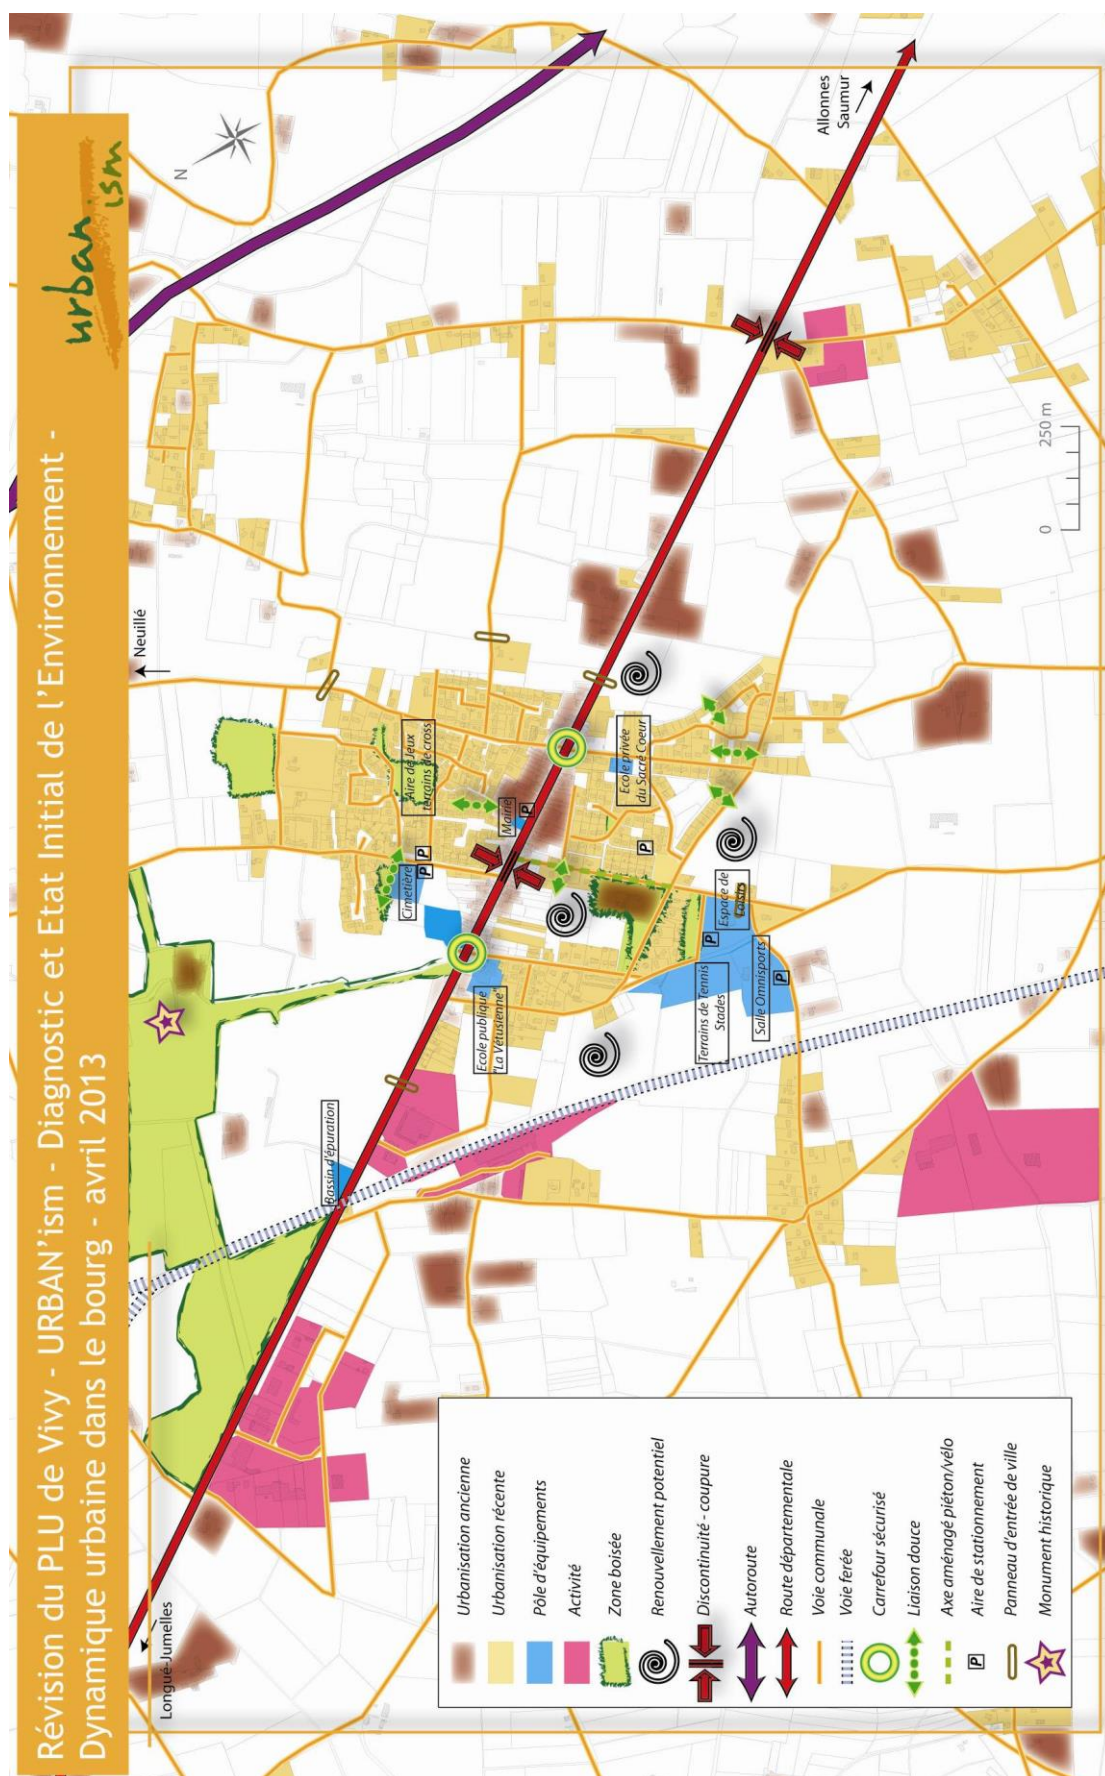 Révision du PLU de Vivy - URBAN'ism - Diagnostic et Etat Initial de l'Environnement -
Dynamique urbaine dans le bourg - avril 2013
urban
ism
N
Neuillé
Longué-Jumelles
Allonnes
Saumur
Bassin d'épuration
Cimetière
P
P
Aire de Jeux
terrains de cross
Mairie
P
Ecole publique
"La Vétusienne"
Ecole privée
du Sacré Coeur
P
Terrains de Tennis
Stades
P
Espace de
Loisirs
Salle Omnisports
P
0
250 m
Urbanisation ancienne
Urbanisation récente
Pôle d'équipements
Activité
Zone boisée
Renouvellement potentiel
Discontinuité - coupure
Autoroute
Route départementale
Voie communale
Voie ferée
Carrefour sécurisé
Liaison douce
Axe aménagé piéton/vélo
P Aire de stationnement
Panneau d'entrée de ville
Monument historique